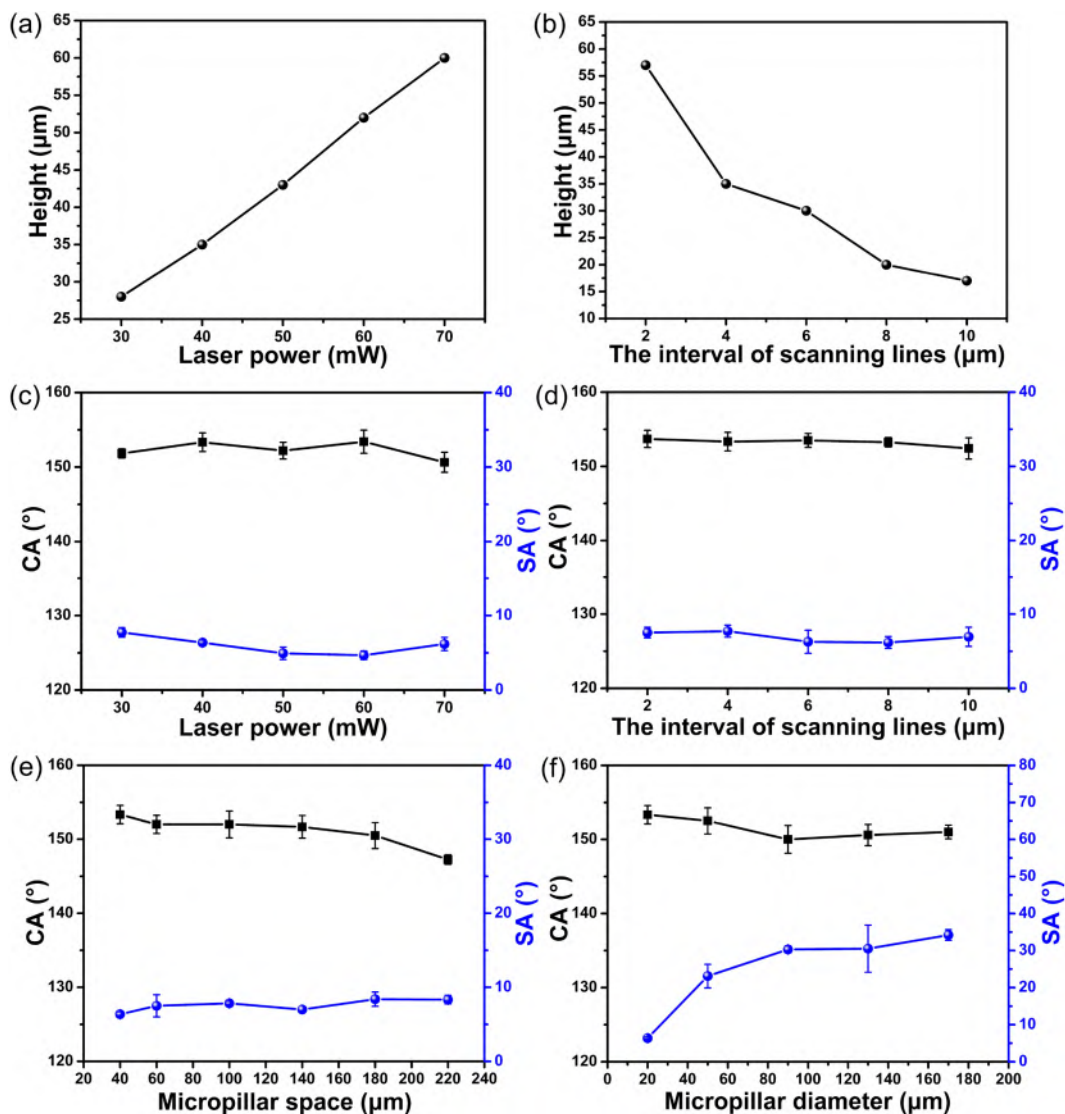 (a)
65
60
55
50
45
40
35
30
25
Height (μm)
30 40 50 60 70
Laser power (mW)
(b)
65
60
55
50
45
40
35
30
25
20
15
10
Height (μm)
2 4 6 8 10
The interval of scanning lines (μm)
(c)
160
150
140
130
120
CA (°)
40
30
20
10
0
SA (°)
30 40 50 60 70
Laser power (mW)
(d)
160
150
140
130
120
CA (°)
40
30
20
10
0
SA (°)
2 4 6 8 10
The interval of scanning lines (μm)
(e)
160
150
140
130
120
CA (°)
40
30
20
10
0
SA (°)
20 40 60 80 100 120 140 160 180 200 220 240
Micropillar space (μm)
(f)
160
150
140
130
120
CA (°)
80
70
60
50
40
30
20
10
0
SA (°)
0 20 40 60 80 100 120 140 160 180 200
Micropillar diameter (μm)